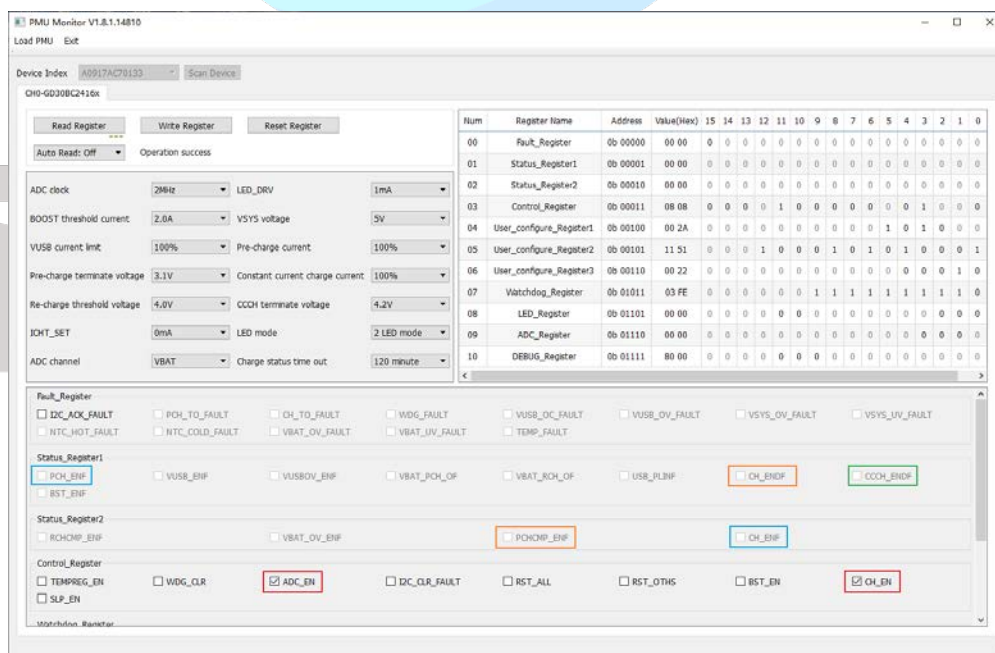 PMU Monitor V1.8.1.14810
Load PMU Exit
Device Index A0917AC70133 Scan Device
CH0-GD30BC2416x
Read Register Write Register Reset Register
Auto Read: Off Operation success
ADC clock 2MHz LED_DRV 1mA
BOOST threshold current 2.0A VSYS voltage 5V
VUSB current limit 100% Pre-charge current 100%
Pre-charge terminate voltage 3.1V Constant current charge current 100%
Re-charge threshold voltage 4.0V CCCH terminate voltage 4.2V
ICHT_SET 0mA LED mode 2 LED mode
ADC channel VBAT Charge status time out 120 minute
Num Register Name Address Value(Hex) 15 14 13 12 11 10 9 8 7 6 5 4 3 2 1 0
00 Fault_Register 0b 00000 00 00 0 0 0 0 0 0 0 0 0 0 0 0 0 0 0 0
01 Status_Register1 0b 00001 00 00 0 0 0 0 0 0 0 0 0 0 0 0 0 0 0 0
02 Status_Register2 0b 00010 00 00 0 0 0 0 0 0 0 0 0 0 0 0 0 0 0 0
03 Control_Register 0b 00011 08 08 0 0 0 0 1 0 0 0 0 0 0 0 1 0 0 0
04 User_configure_Register1 0b 00100 00 2A 0 0 0 0 0 0 0 0 0 0 1 0 1 0 1 0
05 User_configure_Register2 0b 00101 11 51 0 0 0 1 0 0 0 1 0 1 0 1 0 0 0 1
06 User_configure_Register3 0b 00110 00 22 0 0 0 0 0 0 0 0 0 0 1 0 0 0 1 0
07 Watchdog_Register 0b 01011 03 FE 0 0 0 0 0 0 1 1 1 1 1 1 1 1 1 0
08 LED_Register 0b 01101 00 00 0 0 0 0 0 0 0 0 0 0 0 0 0 0 0 0
09 ADC_Register 0b 01110 00 00 0 0 0 0 0 0 0 0 0 0 0 0 0 0 0 0
10 DEBUG_Register 0b 01111 80 00 0 0 0 0 0 0 0 0 0 0 0 0 0 0 0
Fault_Register
I2C_ACK_FAULT PCH_TO_FAULT CH_TO_FAULT WDG_FAULT VUSB_OC_FAULT VUSB_OV_FAULT VSYS_OV_FAULT VSYS_UV_FAULT
NTC_HOT_FAULT NTC_COLD_FAULT VBAT_OV_FAULT VBAT_UV_FAULT TEMP_FAULT
Status_Register1
PCH_ENF VUSB_ENF VUSBOV_ENF VBAT_PCH_OF VBAT_RCH_OF USB_PLINF CH_ENDF CCCH_ENDF
BST_ENF
Status_Register2
RCHCMP_ENF VBAT_OV_ENF PCHCMP_ENF CH_ENF
Control_Register
TEMPREG_EN WDG_CLR ADC_EN I2C_CLR_FAULT RST_ALL RST_OTHS BST_EN CH_EN
SLP_EN
Watchdog_Register